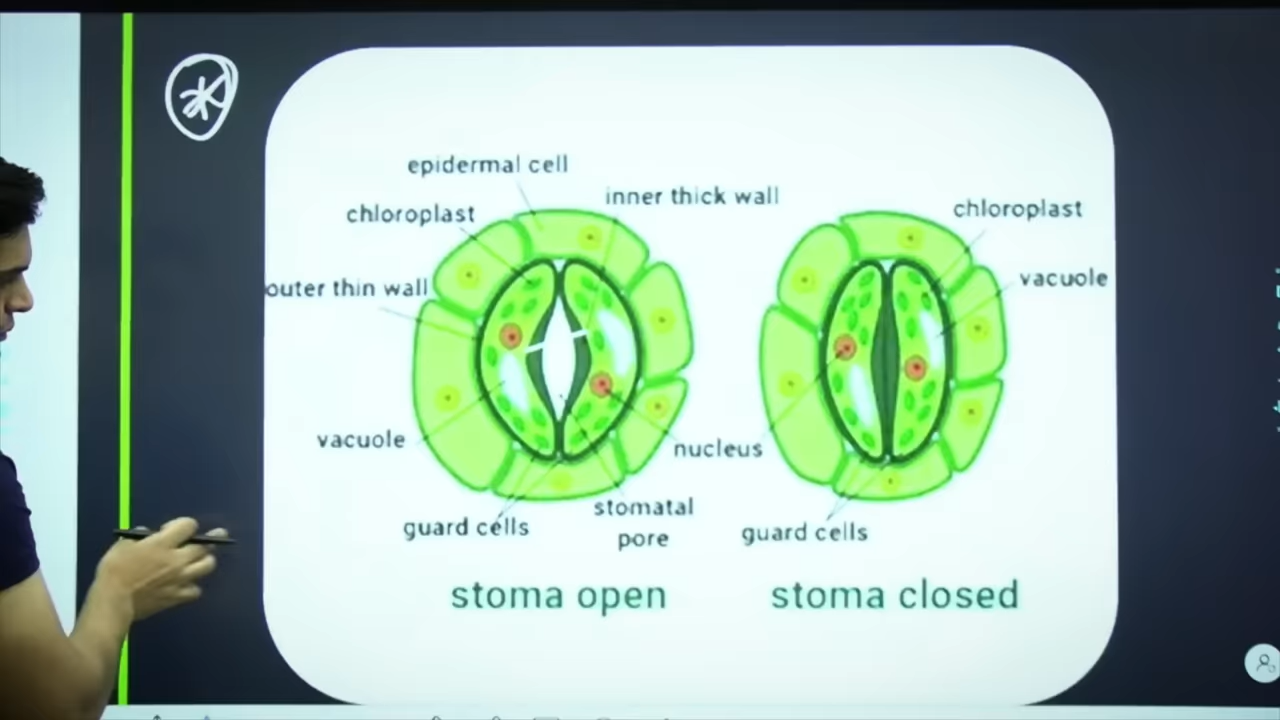 epidermal cell
inner thick wall
chloroplast
outer thin wall
vacuole
guard cells
stomatal
pore
nucleus
chloroplast
vacuole
guard cells
stoma open
stoma closed